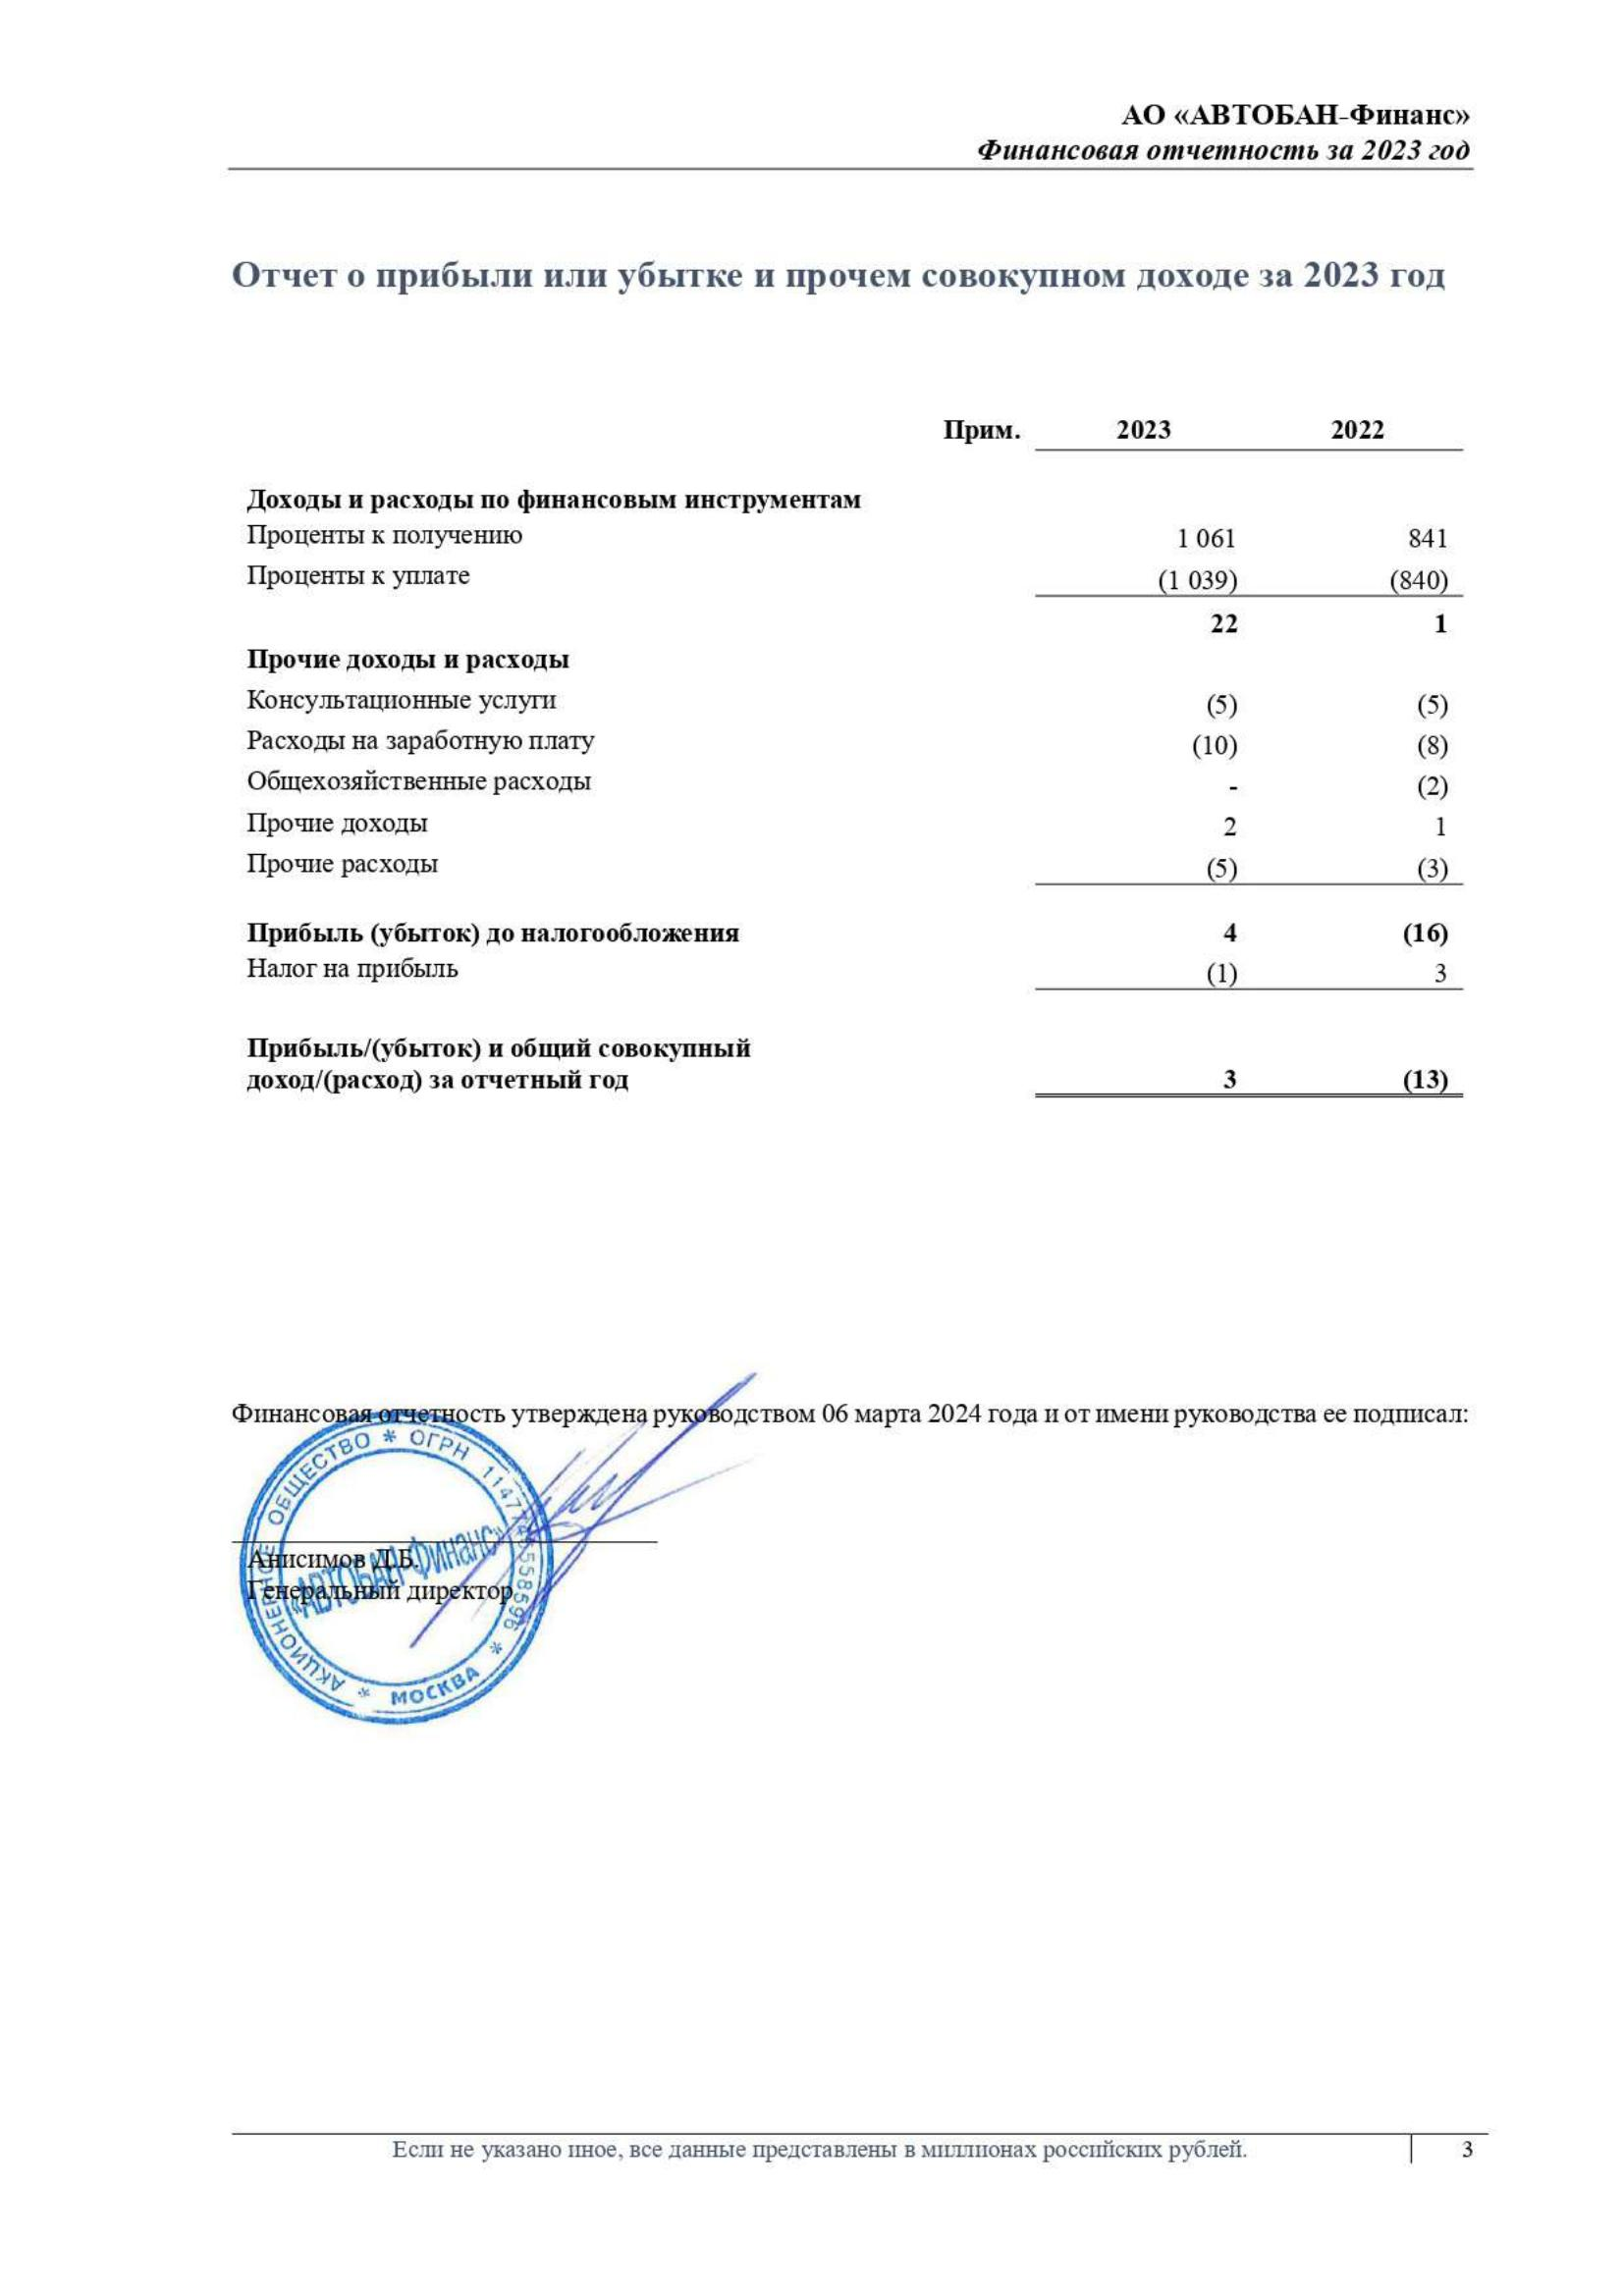 АО «АВТОБАН-Финанс»
Финансовая отчетность за 2023 год
Отчет о прибыли или убытке и прочем совокупном доходе за 2023 год
Прим. 2023 2022
Доходы и расходы по финансовым инструментам
Проценты к получению 1 061 841
Проценты к уплате (1 039) (840)
22 1
Прочие доходы и расходы
Консультационные услуги (5) (5)
Расходы на заработную плату (10) (8)
Общехозяйственные расходы - (2)
Прочие доходы 2 1
Прочие расходы (5) (3)
Прибыль (убыток) до налогообложения 4 (16)
Налог на прибыль (1) 3
Прибыль/(убыток) и общий совокупный
доход/(расход) за отчетный год 3 (13)
Финансовая отчетность утверждена руководством 06 марта 2024 года и от имени руководства ее подписал:
Анисимов Д.Б.
Генеральный директор
АКЦИОНЕРНОЕ ОБЩЕСТВО * ОГРН
* МОСКВА *
«АВТОБАН-Финанс»
Если не указано иное, все данные представлены в миллионах российских рублей. 3